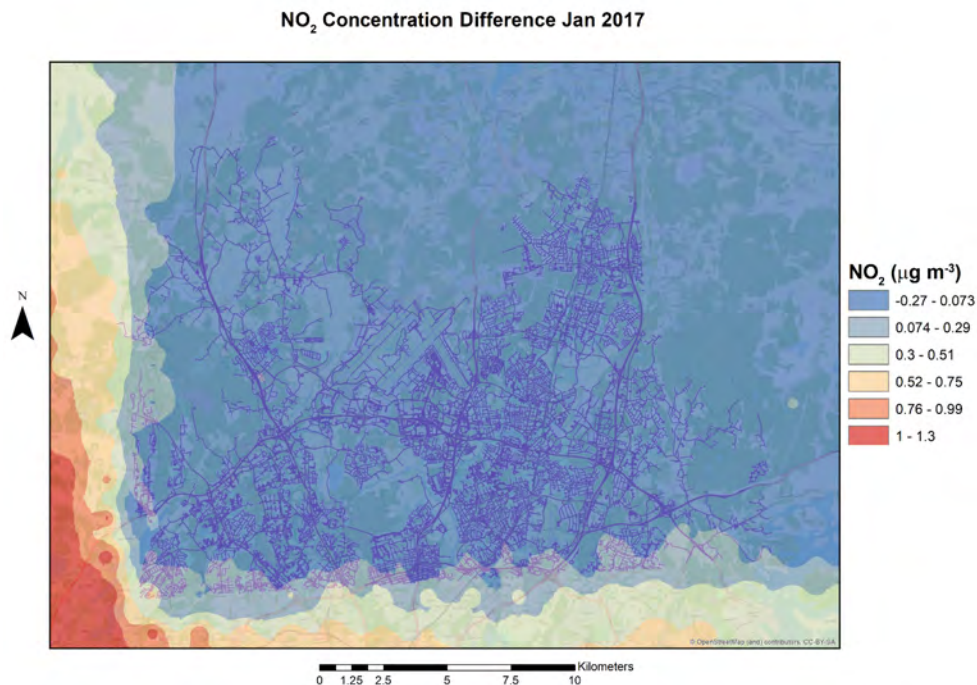 NO₂ Concentration Difference Jan 2017
N
NO₂ (µg m⁻³)
-0.27 - 0.073
0.074 - 0.29
0.3 - 0.51
0.52 - 0.75
0.76 - 0.99
1 - 1.3
© OpenStreetMap (and) contributors, CC-BY-SA
Kilometers
0 1.25 2.5 5 7.5 10